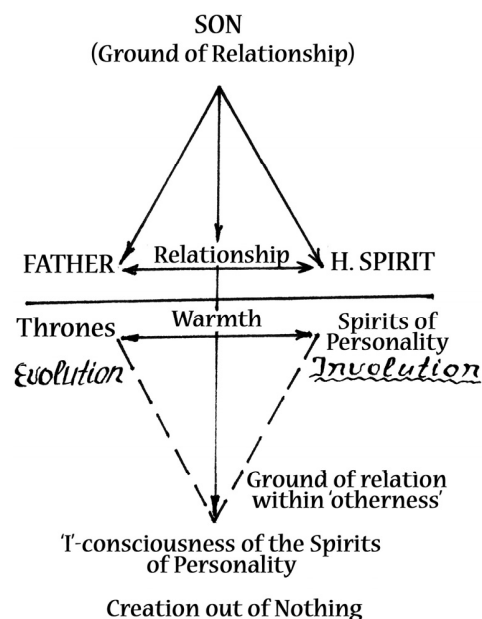 SON
(Ground of Relationship)
Relationship
FATHER
H. SPIRIT
Thrones
Warmth
Spirits of
Personality
Evolution
Involution
Ground of relation
within 'otherness'
'I'-consciousness of the Spirits
of Personality
Creation out of Nothing